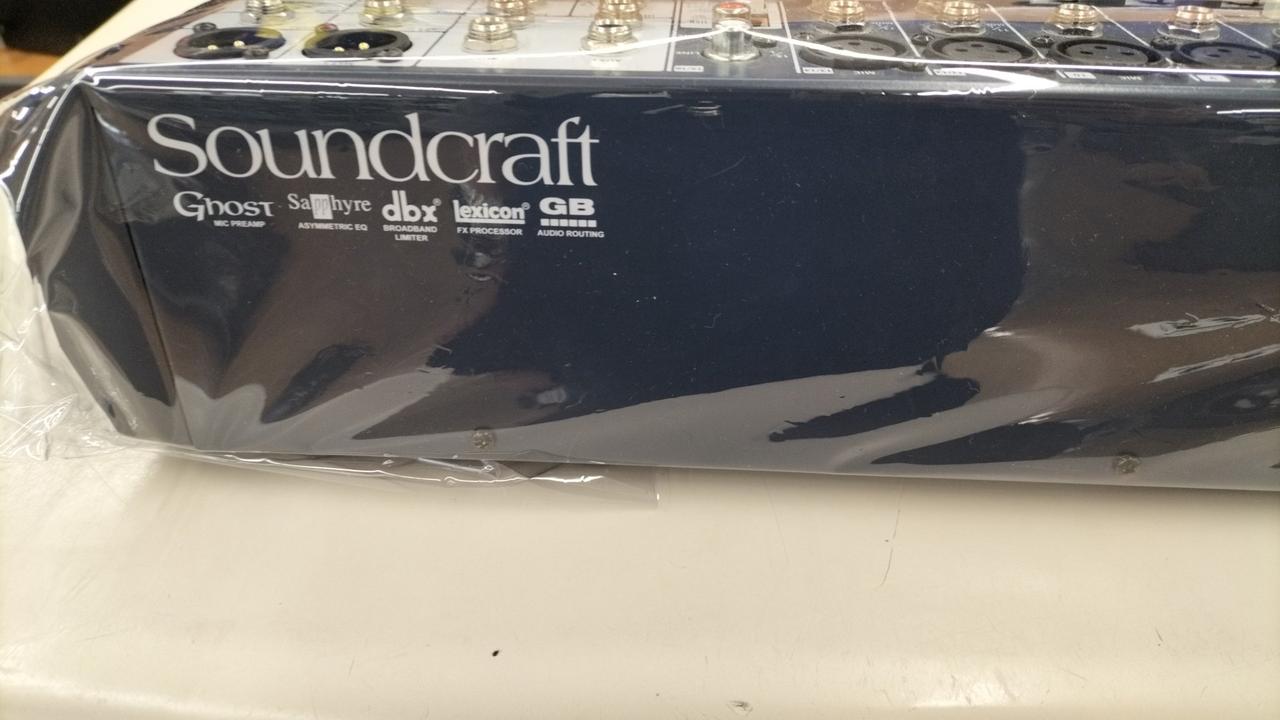 Soundcraft
Ghost Sapphyre dbx® lexicon® GB
MIC PREAMP ASYMMETRIC EQ BROADBAND LIMITER FX PROCESSOR AUDIO ROUTING